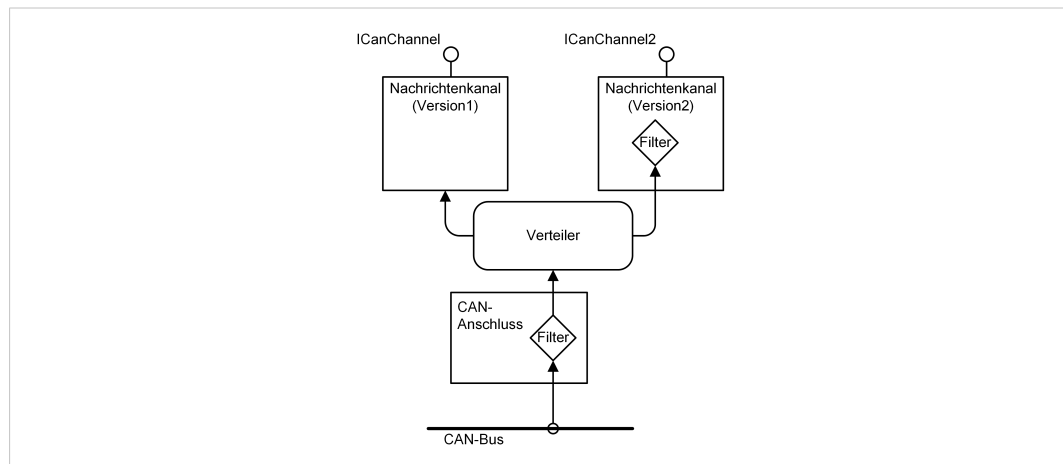 ICanChannel
ICanChannel2
Nachrichtenkanal
(Version1)
Nachrichtenkanal
(Version2)
Filter
Verteiler
CAN-
Anschluss
Filter
CAN-Bus